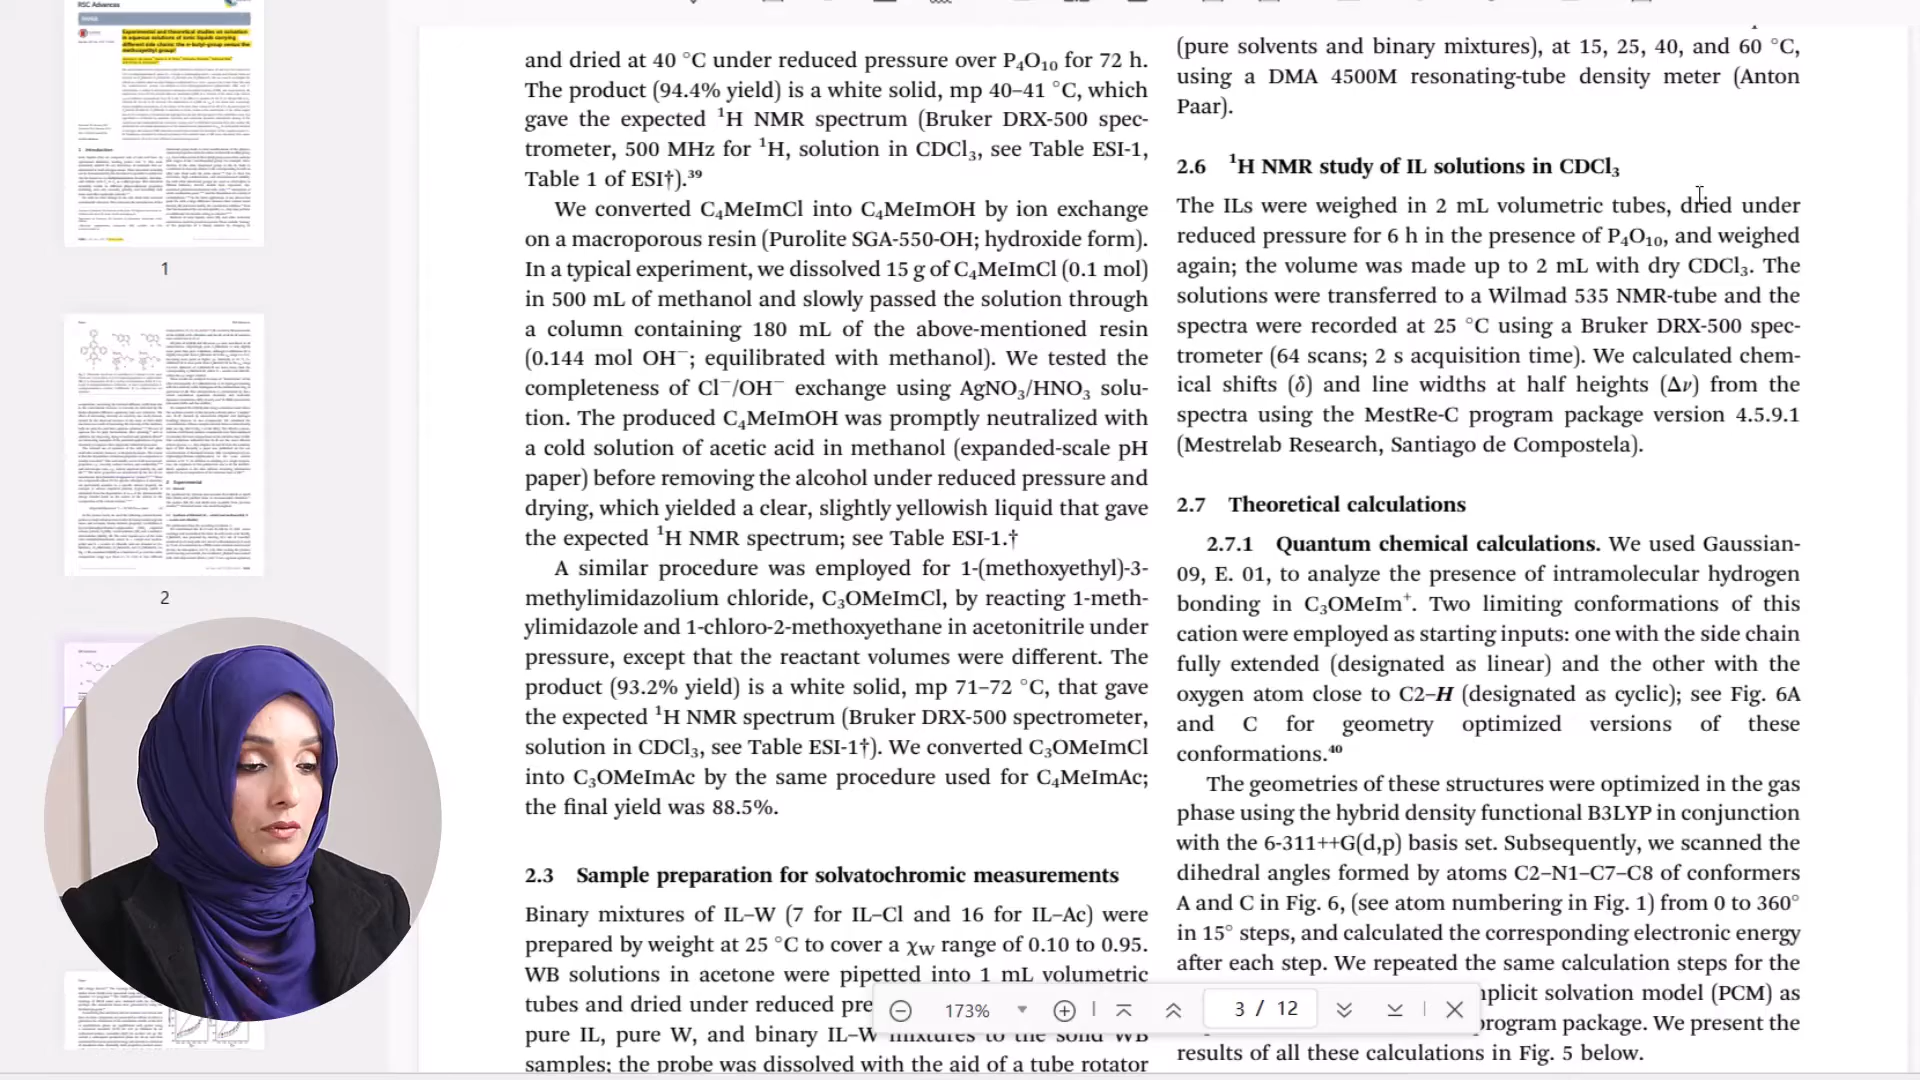 RSC Advances
Experimental and theoretical studies on solvation
in aqueous solutions of ionic liquids carrying
different side chains: the n-butyl-group versus the
methoxyethyl group†
1
2
and dried at 40 °C under reduced pressure over P₄O₁₀ for 72 h.
The product (94.4% yield) is a white solid, mp 40–41 °C, which
gave the expected ¹H NMR spectrum (Bruker DRX-500 spec-
trometer, 500 MHz for ¹H, solution in CDCl₃, see Table ESI-1,
Table 1 of ESI†).³⁹
We converted C₄MeImCl into C₄MeImOH by ion exchange
on a macroporous resin (Purolite SGA-550-OH; hydroxide form).
In a typical experiment, we dissolved 15 g of C₄MeImCl (0.1 mol)
in 500 mL of methanol and slowly passed the solution through
a column containing 180 mL of the above-mentioned resin
(0.144 mol OH⁻; equilibrated with methanol). We tested the
completeness of Cl⁻/OH⁻ exchange using AgNO₃/HNO₃ solu-
tion. The produced C₄MeImOH was promptly neutralized with
a cold solution of acetic acid in methanol (expanded-scale pH
paper) before removing the alcohol under reduced pressure and
drying, which yielded a clear, slightly yellowish liquid that gave
the expected ¹H NMR spectrum; see Table ESI-1.†
A similar procedure was employed for 1-(methoxyethyl)-3-
methylimidazolium chloride, C₃OMeImCl, by reacting 1-meth-
ylimidazole and 1-chloro-2-methoxyethane in acetonitrile under
pressure, except that the reactant volumes were different. The
product (93.2% yield) is a white solid, mp 71–72 °C, that gave
the expected ¹H NMR spectrum (Bruker DRX-500 spectrometer,
solution in CDCl₃, see Table ESI-1†). We converted C₃OMeImCl
into C₃OMeImAc by the same procedure used for C₄MeImAc;
the final yield was 88.5%.
2.3 Sample preparation for solvatochromic measurements
Binary mixtures of IL–W (7 for IL–Cl and 16 for IL–Ac) were
prepared by weight at 25 °C to cover a χW range of 0.10 to 0.95.
WB solutions in acetone were pipetted into 1 mL volumetric
tubes and dried under reduced pre
pure IL, pure W, and binary IL–W mixtures to the solid WB
samples; the probe was dissolved with the aid of a tube rotator
(pure solvents and binary mixtures), at 15, 25, 40, and 60 °C,
using a DMA 4500M resonating-tube density meter (Anton
Paar).
2.6 ¹H NMR study of IL solutions in CDCl₃
The ILs were weighed in 2 mL volumetric tubes, dried under
reduced pressure for 6 h in the presence of P₄O₁₀, and weighed
again; the volume was made up to 2 mL with dry CDCl₃. The
solutions were transferred to a Wilmad 535 NMR-tube and the
spectra were recorded at 25 °C using a Bruker DRX-500 spec-
trometer (64 scans; 2 s acquisition time). We calculated chem-
ical shifts (δ) and line widths at half heights (Δν) from the
spectra using the MestRe-C program package version 4.5.9.1
(Mestrelab Research, Santiago de Compostela).
2.7 Theoretical calculations
2.7.1 Quantum chemical calculations. We used Gaussian-
09, E. 01, to analyze the presence of intramolecular hydrogen
bonding in C₃OMeIm⁺. Two limiting conformations of this
cation were employed as starting inputs: one with the side chain
fully extended (designated as linear) and the other with the
oxygen atom close to C2–H (designated as cyclic); see Fig. 6A
and C for geometry optimized versions of these
conformations.⁴⁰
The geometries of these structures were optimized in the gas
phase using the hybrid density functional B3LYP in conjunction
with the 6-311++G(d,p) basis set. Subsequently, we scanned the
dihedral angles formed by atoms C2–N1–C7–C8 of conformers
A and C in Fig. 6, (see atom numbering in Fig. 1) from 0 to 360°
in 15° steps, and calculated the corresponding electronic energy
after each step. We repeated the same calculation steps for the
plicit solvation model (PCM) as
program package. We present the
results of all these calculations in Fig. 5 below.
173%
3 / 12